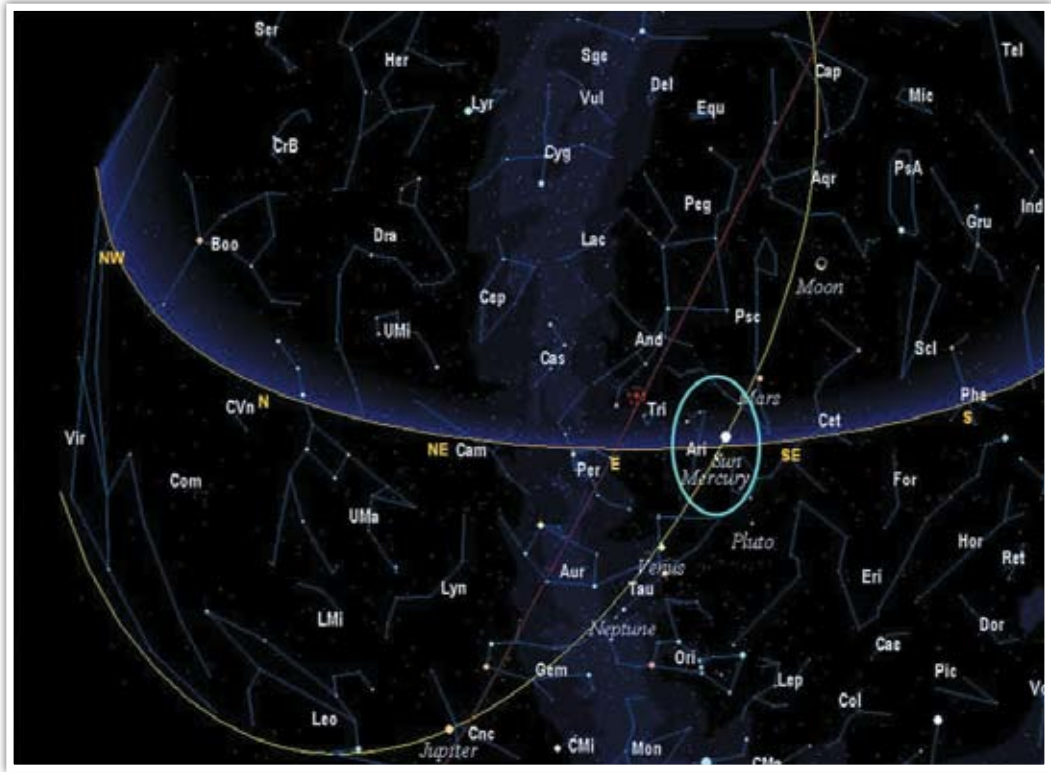 Ser
Her
Sge
Tel
Lyr
Vul
Del
Equ
Cap
Mic
CrB
Cyg
Aqr
PsA
Peg
Ind
Gru
Boo
Dra
Lac
NW
Cep
Moon
Psc
UMi
And
Scl
Cas
Mars
Phe
CVn
N
Tri
Cet
S
Vir
NE
Cam
Per
E
Ari
Sun
SE
Mercury
Com
For
UMa
Pluto
Hor
Ret
Aur
Venus
Eri
Lyn
Tau
LMi
Neptune
Dor
Cae
Gem
Ori
Lep
Pic
Col
Leo
Cnc
Jupiter
CMi
Mon